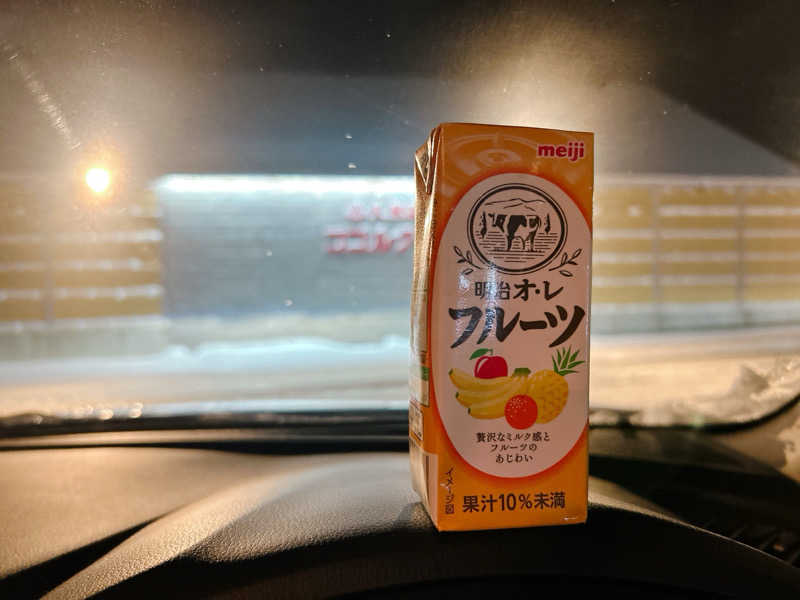 meiji
明治オ・レ
フルーツ
贅沢なミルク感と
フルーツの
あじわい
イメージ図
果汁10%未満